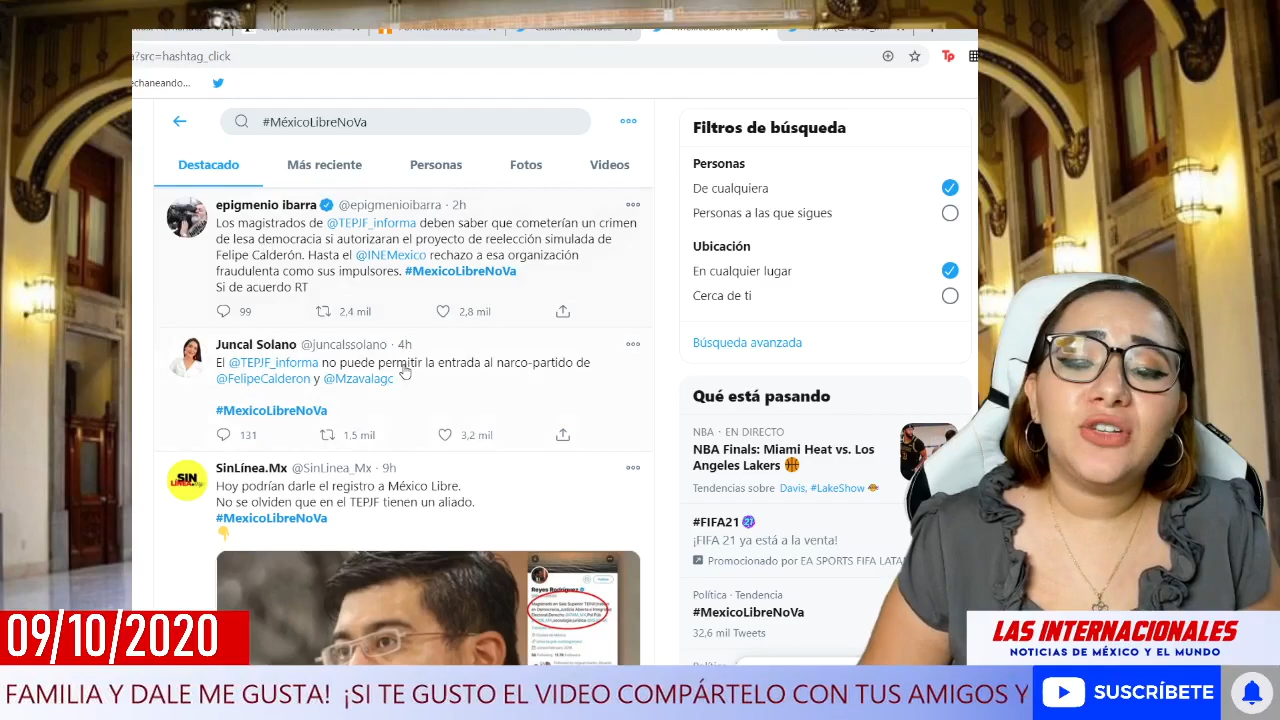 ?src=hashtag_click
Tp
echaneando...
#MéxicoLibreNoVa
Destacado
Más reciente
Personas
Fotos
Videos
epigmenio ibarra @epigmenioibarra · 2h
Los magistrados de @TEPJF_informa deben saber que cometerían un crimen
de lesa democracia si autorizaran el proyecto de reelección simulada de
Felipe Calderón. Hasta el @INEMexico rechazo a esa organización
fraudulenta como sus impulsores. #MexicoLibreNoVa
Si de acuerdo RT
99
2,4 mil
2,8 mil
Juncal Solano @juncalssolano · 4h
El @TEPJF_informa no puede permitir la entrada al narco-partido de
@FelipeCalderon y @Mzavalagc
#MexicoLibreNoVa
131
1,5 mil
3,2 mil
SIN
SinLínea.Mx @SinLinea_Mx · 9h
Hoy podrían darle el registro a México Libre.
No se olviden que en el TEPJF tienen un aliado.
#MexicoLibreNoVa
Reyes Rodríguez
Filtros de búsqueda
Personas
De cualquiera
Personas a las que sigues
Ubicación
En cualquier lugar
Cerca de ti
Búsqueda avanzada
Qué está pasando
NBA · EN DIRECTO
NBA Finals: Miami Heat vs. Los
Angeles Lakers
Tendencias sobre Davis, #LakeShow
#FIFA21
¡FIFA 21 ya está a la venta!
Promocionado por EA SPORTS FIFA LATA
Política · Tendencia
#MexicoLibreNoVa
32,6 mil Tweets
09/10/2020
LAS INTERNACIONALES
NOTICIAS DE MÉXICO Y EL MUNDO
FAMILIA Y DALE ME GUSTA! ¡SI TE GUSTO EL VIDEO COMPÁRTELO CON TUS AMIGOS Y
SUSCRÍBETE